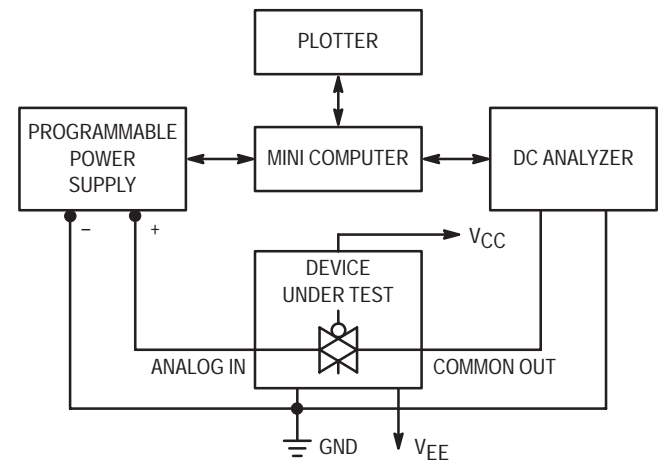 PLOTTER
PROGRAMMABLE
POWER
SUPPLY
MINI COMPUTER
DC ANALYZER
– +
VCC
DEVICE
UNDER TEST
ANALOG IN
COMMON OUT
GND
VEE